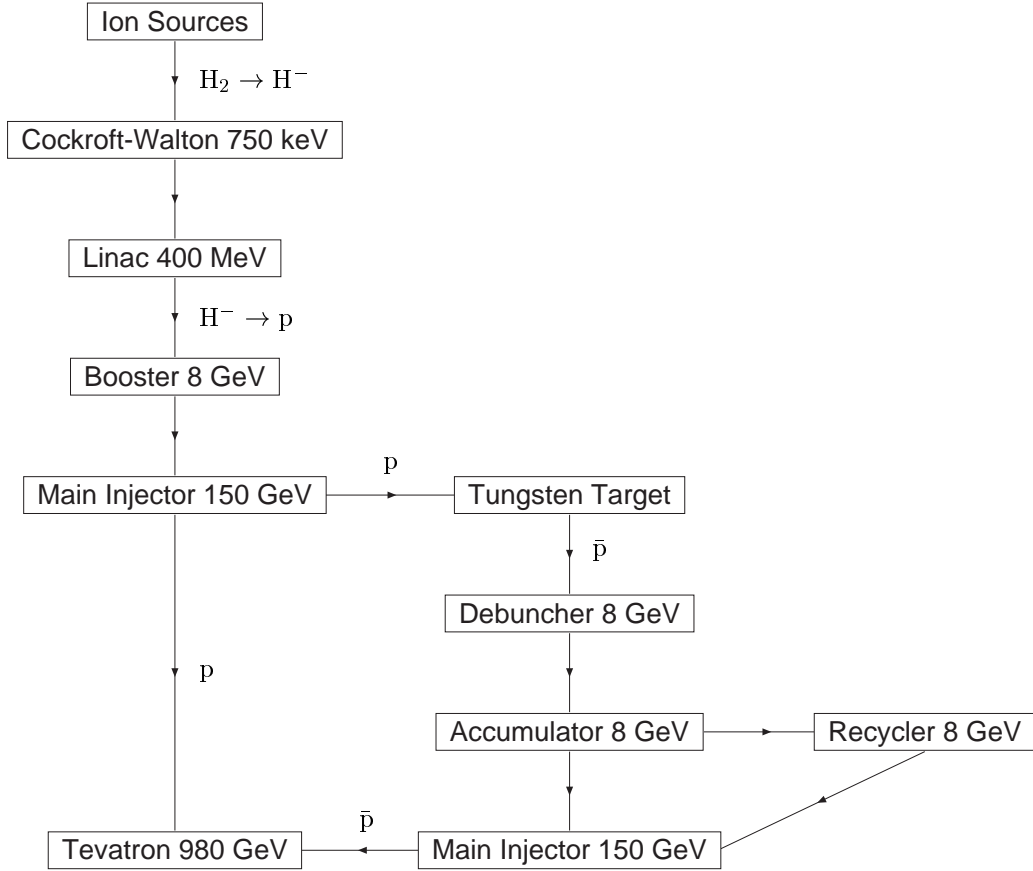 Ion Sources
H₂ → H⁻
Cockroft-Walton 750 keV
Linac 400 MeV
H⁻ → p
Booster 8 GeV
p
Main Injector 150 GeV
Tungsten Target
p̄
Debuncher 8 GeV
p
Accumulator 8 GeV
Recycler 8 GeV
p̄
Tevatron 980 GeV
Main Injector 150 GeV